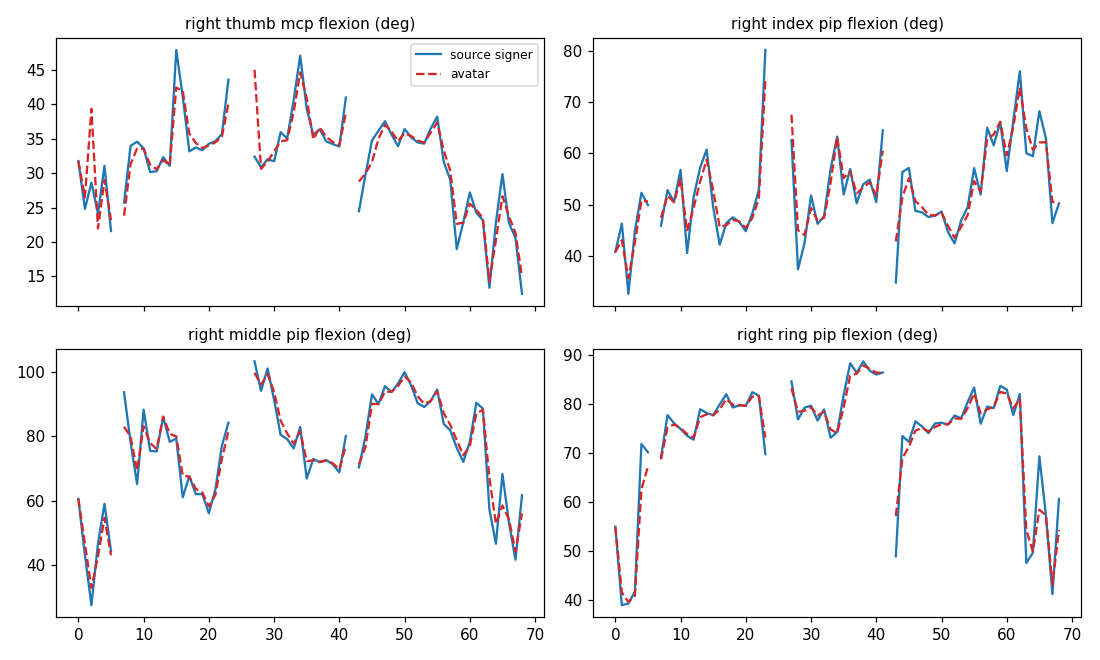 right thumb mcp flexion (deg)
source signer
avatar
45
40
35
30
25
20
15
right index pip flexion (deg)
80
70
60
50
40
right middle pip flexion (deg)
100
80
60
40
0 10 20 30 40 50 60 70
right ring pip flexion (deg)
90
80
70
60
50
40
0 10 20 30 40 50 60 70